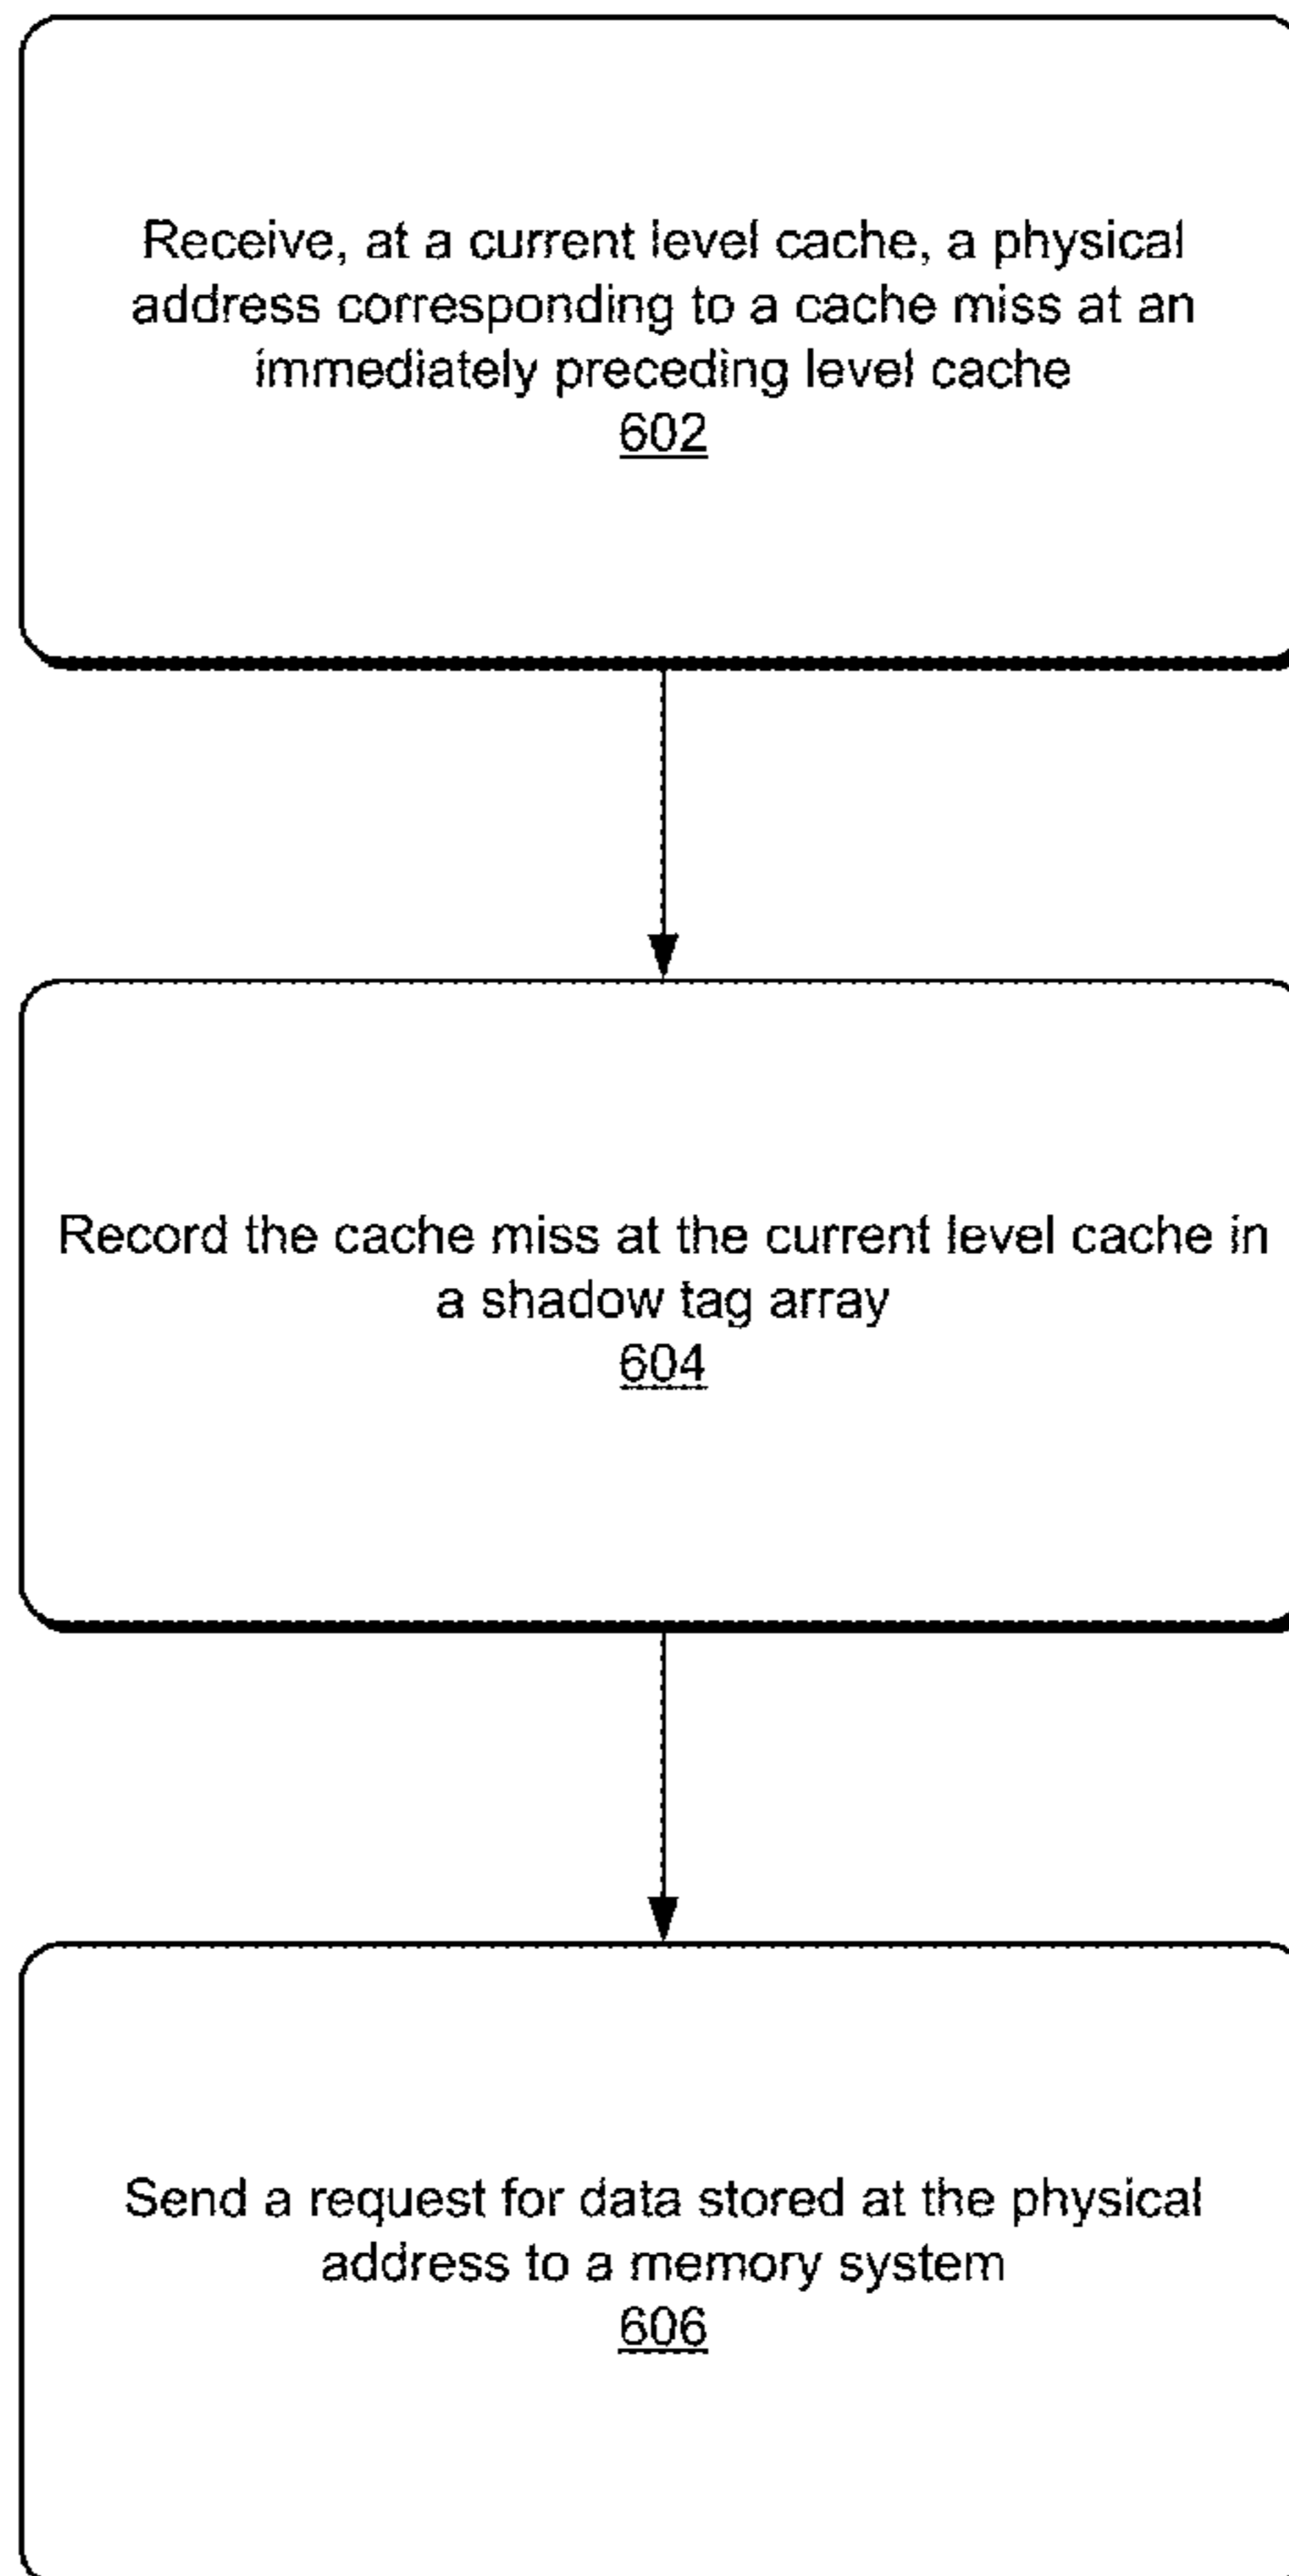 Receive, at a current level cache, a physical
address corresponding to a cache miss at an
immediately preceding level cache
602
Record the cache miss at the current level cache in
a shadow tag array
604
Send a request for data stored at the physical
address to a memory system
606